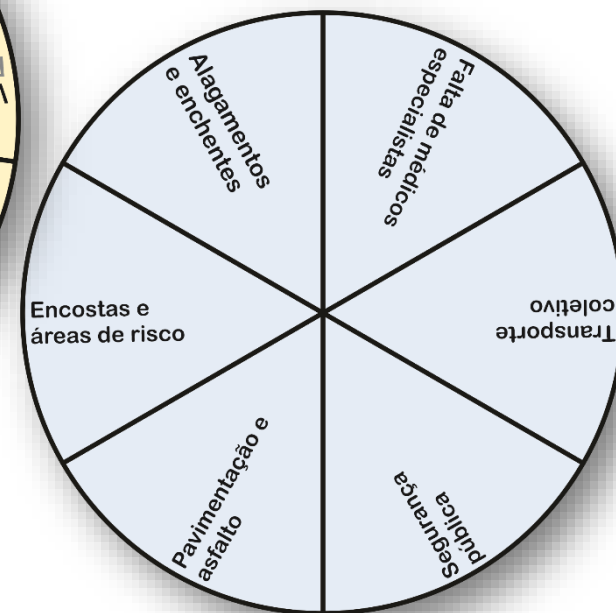 Alagamentos
e enchentes
Falta de médicos
especialistas
Transporte
coletivo
Segurança
pública
Pavimentação e
asfalto
Encostas e
áreas de risco